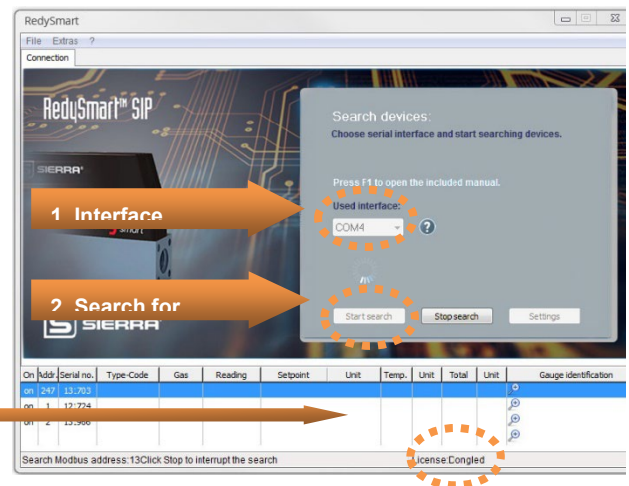 RedySmart
File Extras ?
Connection
RedySmart™ SIP
Search devices:
Choose serial interface and start searching devices.
SIERRA
Press F1 to open the included manual.
1 Interface
Used interface:
smart
COM4
?
2 Search for
Start search
Stop search
Settings
S SIERRA
On Addr. Serial no. Type-Code Gas Reading Setpoint Unit Temp. Unit Total Unit Gauge identification
on 247 13:703
on 1 12:724
on 2 13:986
Search Modbus address:13Click Stop to interrupt the search License:Dongled